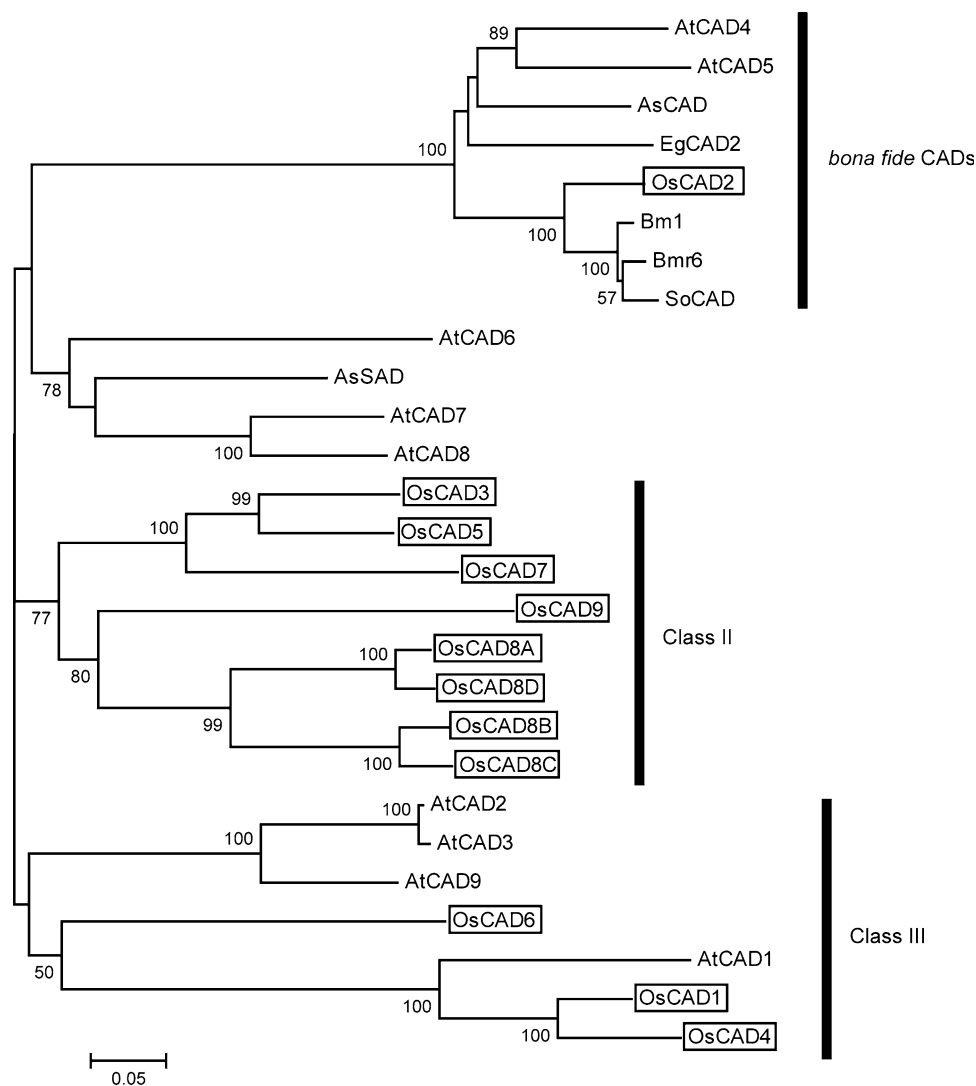 AtCAD4
89
AtCAD5
AsCAD
EgCAD2
100
bona fide CADs
OsCAD2
Bm1
100
Bmr6
100
SoCAD
57
AtCAD6
AsSAD
78
AtCAD7
100
AtCAD8
OsCAD3
99
OsCAD5
100
OsCAD7
OsCAD9
77
Class II
OsCAD8A
100
80
OsCAD8D
OsCAD8B
99
OsCAD8C
100
AtCAD2
100
AtCAD3
100
AtCAD9
OsCAD6
Class III
AtCAD1
50
OsCAD1
100
OsCAD4
100
0.05